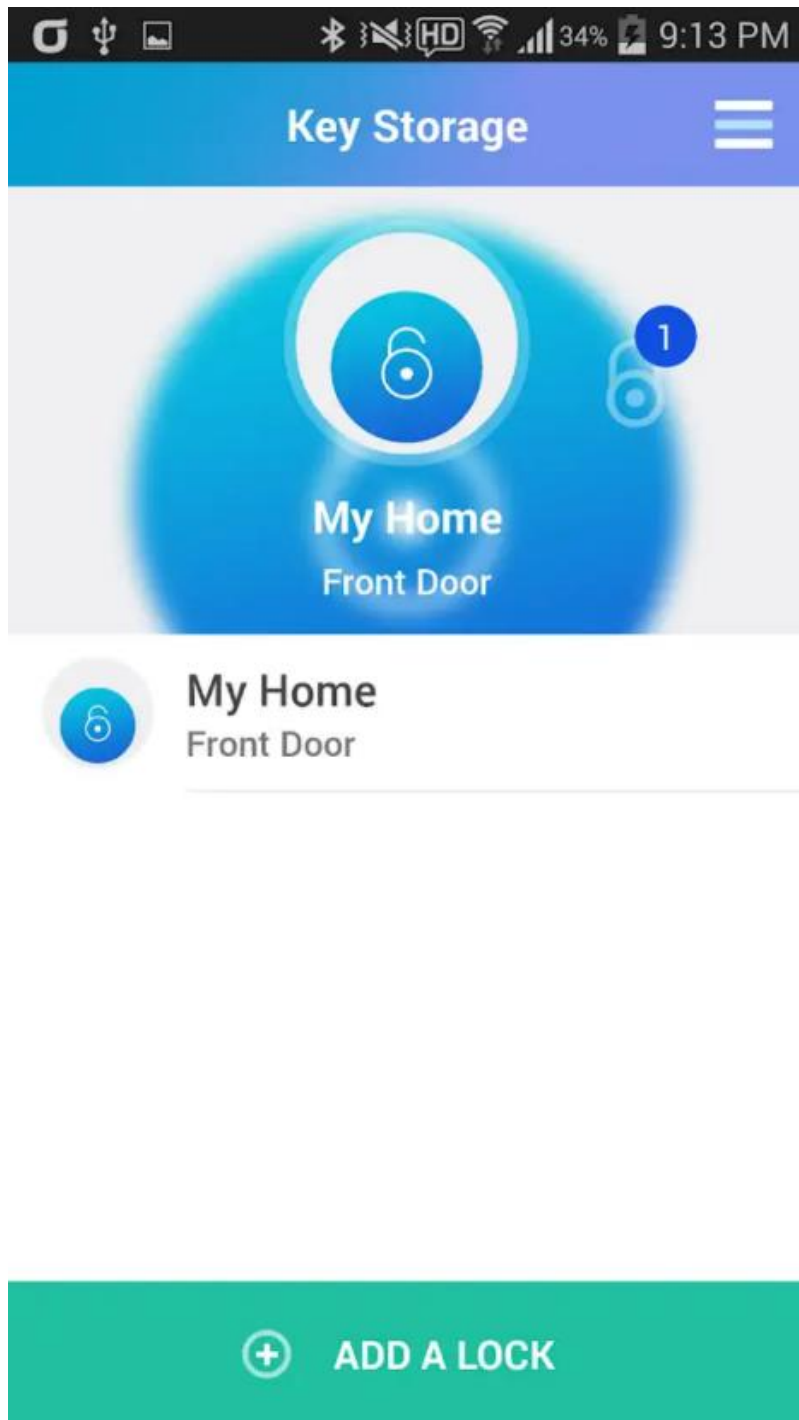 34% 9:13 PM
Key Storage
1
My Home
Front Door
My Home
Front Door
ADD A LOCK